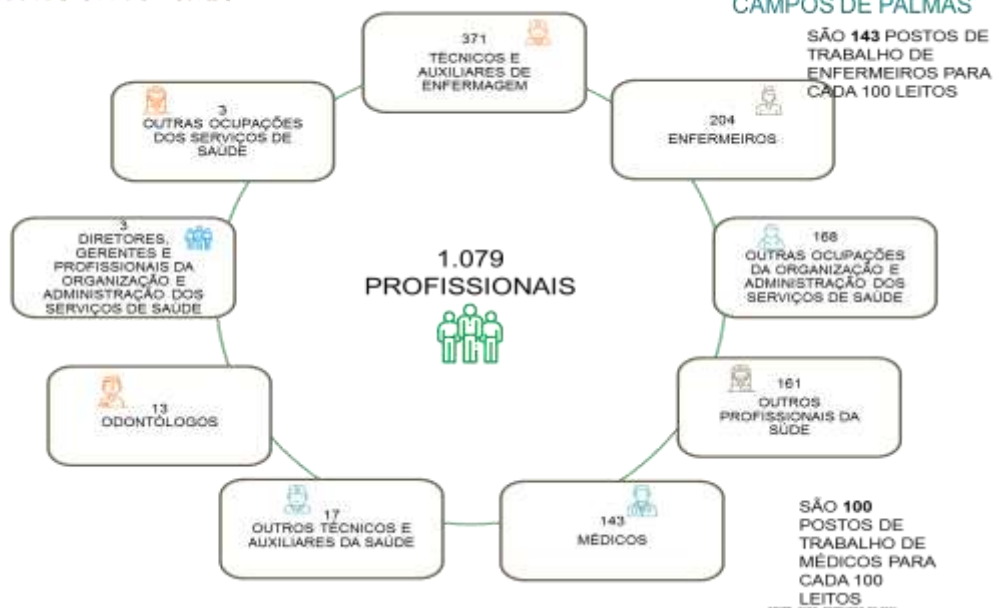 CAMPOS DE PALMAS
SÃO 143 POSTOS DE
TRABALHO DE
ENFERMEIROS PARA
CADA 100 LEITOS
371
TÉCNICOS E
AUXILIARES DE
ENFERMAGEM
3
OUTRAS OCUPAÇÕES
DOS SERVIÇOS DE
SAÚDE
204
ENFERMEIROS
3
DIRETORES,
GERENTES E
PROFISSIONAIS DA
ORGANIZAÇÃO E
ADMINISTRAÇÃO DOS
SERVIÇOS DE SAÚDE
1.079
PROFISSIONAIS
168
OUTRAS OCUPAÇÕES
DA ORGANIZAÇÃO E
ADMINISTRAÇÃO DOS
SERVIÇOS DE SAÚDE
13
ODONTÓLOGOS
161
OUTROS
PROFISSIONAIS DA
SÚDE
17
OUTROS TÉCNICOS E
AUXILIARES DA SAÚDE
143
MÉDICOS
SÃO 100
POSTOS DE
TRABALHO DE
MÉDICOS PARA
CADA 100
LEITOS